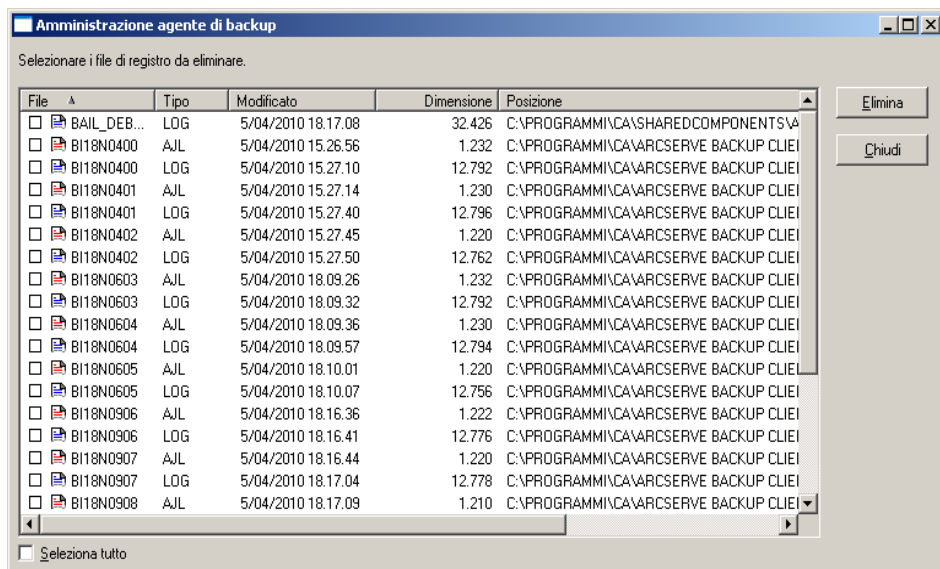 Amministrazione agente di backup
Selezionare i file di registro da eliminare.
File Tipo Modificato Dimensione Posizione
BAIL_DEB... LOG 5/04/2010 18.17.08 32.426 C:\PROGRAMMI\CA\SHAREDCOMPONENTS\A
BI18N0400 AJL 5/04/2010 15.26.56 1.232 C:\PROGRAMMI\CA\ARCSERVE BACKUP CLIE
BI18N0400 LOG 5/04/2010 15.27.10 12.792 C:\PROGRAMMI\CA\ARCSERVE BACKUP CLIE
BI18N0401 AJL 5/04/2010 15.27.14 1.230 C:\PROGRAMMI\CA\ARCSERVE BACKUP CLIE
BI18N0401 LOG 5/04/2010 15.27.40 12.796 C:\PROGRAMMI\CA\ARCSERVE BACKUP CLIE
BI18N0402 AJL 5/04/2010 15.27.45 1.220 C:\PROGRAMMI\CA\ARCSERVE BACKUP CLIE
BI18N0402 LOG 5/04/2010 15.27.50 12.762 C:\PROGRAMMI\CA\ARCSERVE BACKUP CLIE
BI18N0603 AJL 5/04/2010 18.09.26 1.232 C:\PROGRAMMI\CA\ARCSERVE BACKUP CLIE
BI18N0603 LOG 5/04/2010 18.09.32 12.792 C:\PROGRAMMI\CA\ARCSERVE BACKUP CLIE
BI18N0604 AJL 5/04/2010 18.09.36 1.230 C:\PROGRAMMI\CA\ARCSERVE BACKUP CLIE
BI18N0604 LOG 5/04/2010 18.09.57 12.794 C:\PROGRAMMI\CA\ARCSERVE BACKUP CLIE
BI18N0605 AJL 5/04/2010 18.10.01 1.220 C:\PROGRAMMI\CA\ARCSERVE BACKUP CLIE
BI18N0605 LOG 5/04/2010 18.10.07 12.756 C:\PROGRAMMI\CA\ARCSERVE BACKUP CLIE
BI18N0906 AJL 5/04/2010 18.16.36 1.222 C:\PROGRAMMI\CA\ARCSERVE BACKUP CLIE
BI18N0906 LOG 5/04/2010 18.16.41 12.776 C:\PROGRAMMI\CA\ARCSERVE BACKUP CLIE
BI18N0907 AJL 5/04/2010 18.16.44 1.220 C:\PROGRAMMI\CA\ARCSERVE BACKUP CLIE
BI18N0907 LOG 5/04/2010 18.17.04 12.778 C:\PROGRAMMI\CA\ARCSERVE BACKUP CLIE
BI18N0908 AJL 5/04/2010 18.17.09 1.210 C:\PROGRAMMI\CA\ARCSERVE BACKUP CLIE
Elimina
Chiudi
Seleziona tutto